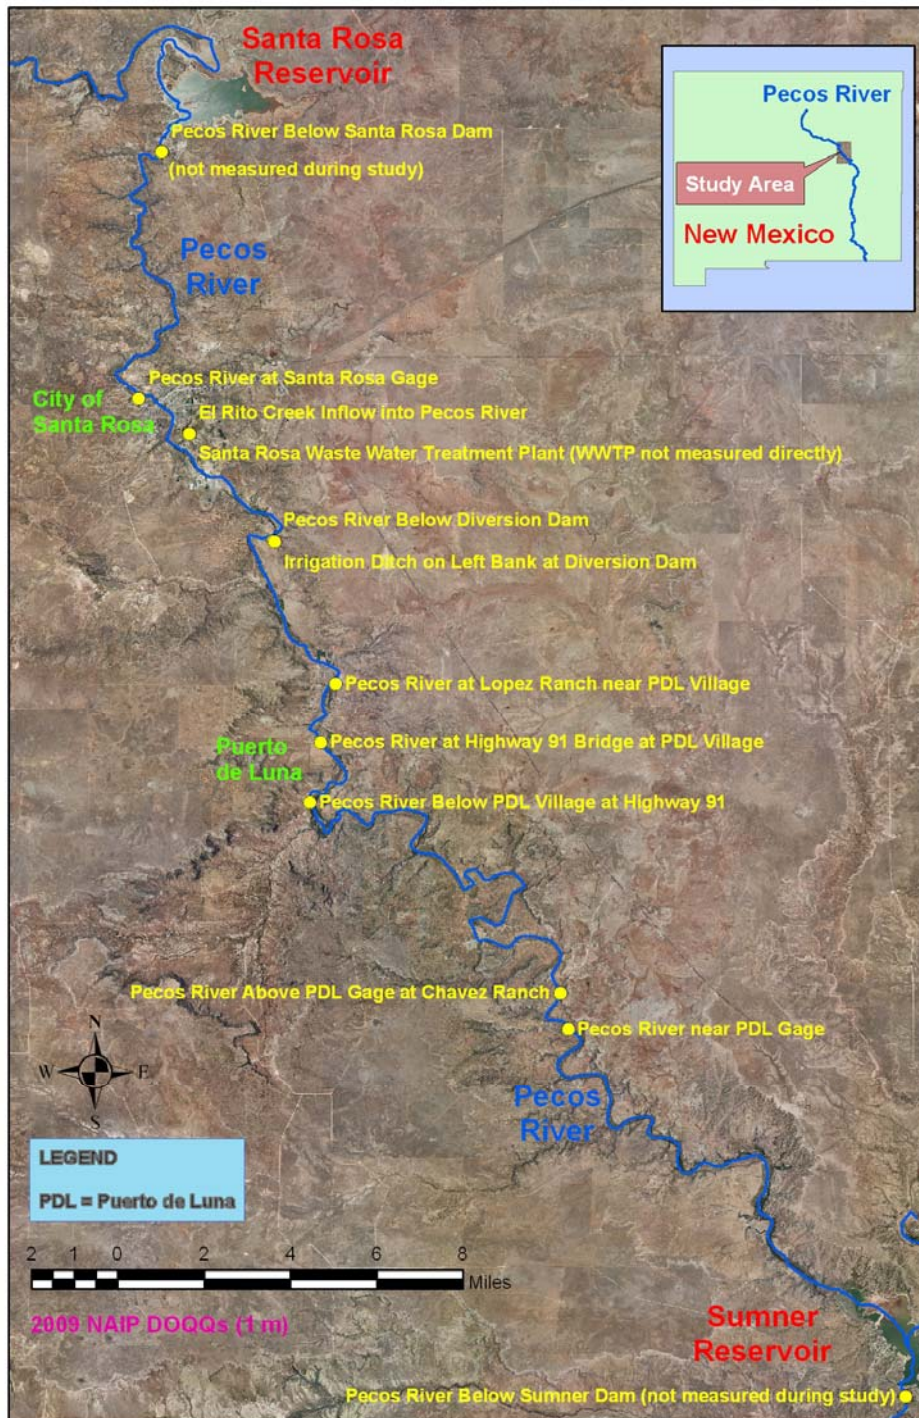 Santa Rosa
Reservoir
Pecos River
Study Area
New Mexico
Pecos River Below Santa Rosa Dam
(not measured during study)
Pecos
River
Pecos River at Santa Rosa Gage
City of
Santa Rosa
El Rito Creek Inflow into Pecos River
Santa Rosa Waste Water Treatment Plant (WWTP not measured directly)
Pecos River Below Diversion Dam
Irrigation Ditch on Left Bank at Diversion Dam
Pecos River at Lopez Ranch near PDL Village
Pecos River at Highway 91 Bridge at PDL Village
Puerto
de Luna
Pecos River Below PDL Village at Highway 91
Pecos River Above PDL Gage at Chavez Ranch
Pecos River near PDL Gage
N
W E
S
Pecos
River
LEGEND
PDL = Puerto de Luna
2 1 0 2 4 6 8
Miles
2009 NAIP DOQQs (1 m)
Sumner
Reservoir
Pecos River Below Sumner Dam (not measured during study)